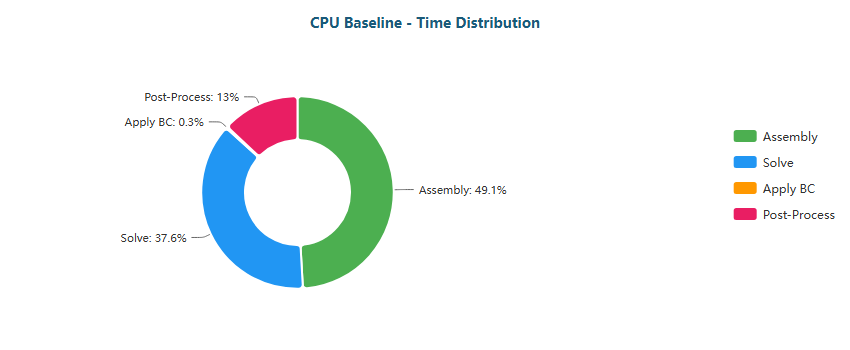 CPU Baseline - Time Distribution
Post-Process: 13%
Apply BC: 0.3%
Assembly: 49.1%
Solve: 37.6%
Assembly
Solve
Apply BC
Post-Process